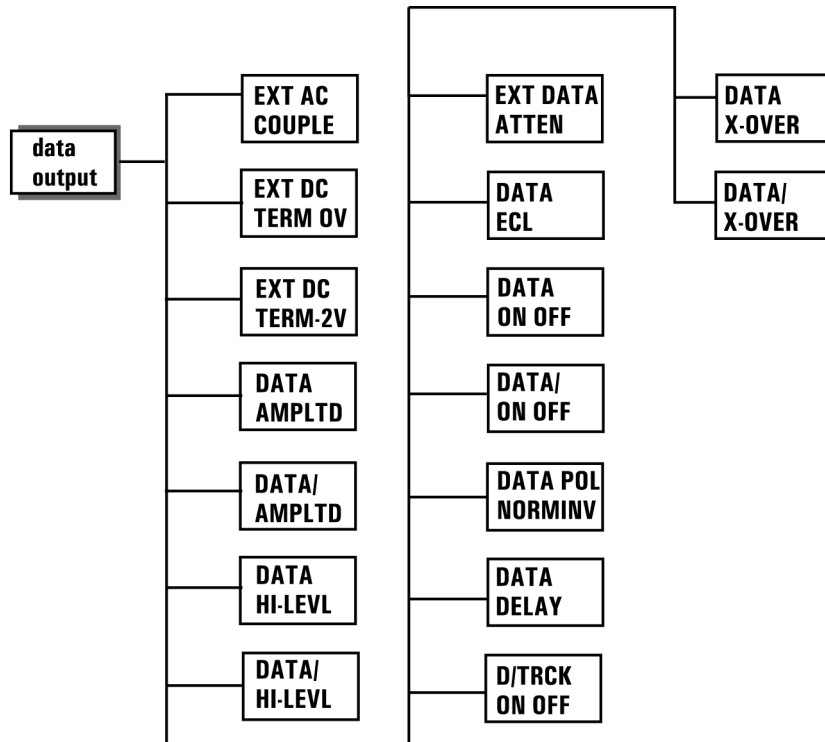 data
output
EXT AC
COUPLE
EXT DC
TERM 0V
EXT DC
TERM-2V
DATA
AMPLTD
DATA/
AMPLTD
DATA
HI-LEVL
DATA/
HI-LEVL
EXT DATA
ATTEN
DATA
ECL
DATA
ON OFF
DATA/
ON OFF
DATA POL
NORMINV
DATA
DELAY
D/TRCK
ON OFF
DATA
X-OVER
DATA/
X-OVER